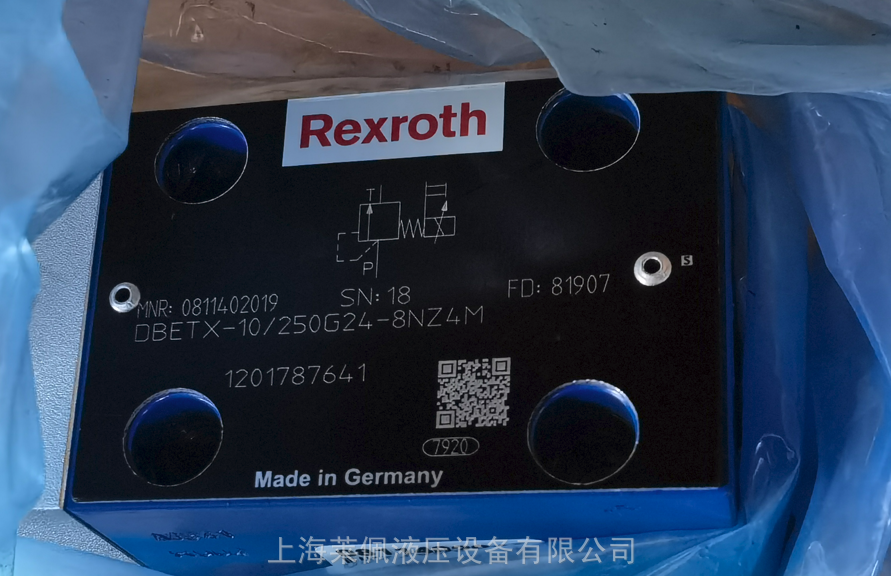 Rexroth
T
P
MNR: 0811402019 SN: 18 FD: 81907
S
DBETX-10/250G24-8NZ4M
1201787641
7920
Made in Germany
上海莱佩液压设备有限公司